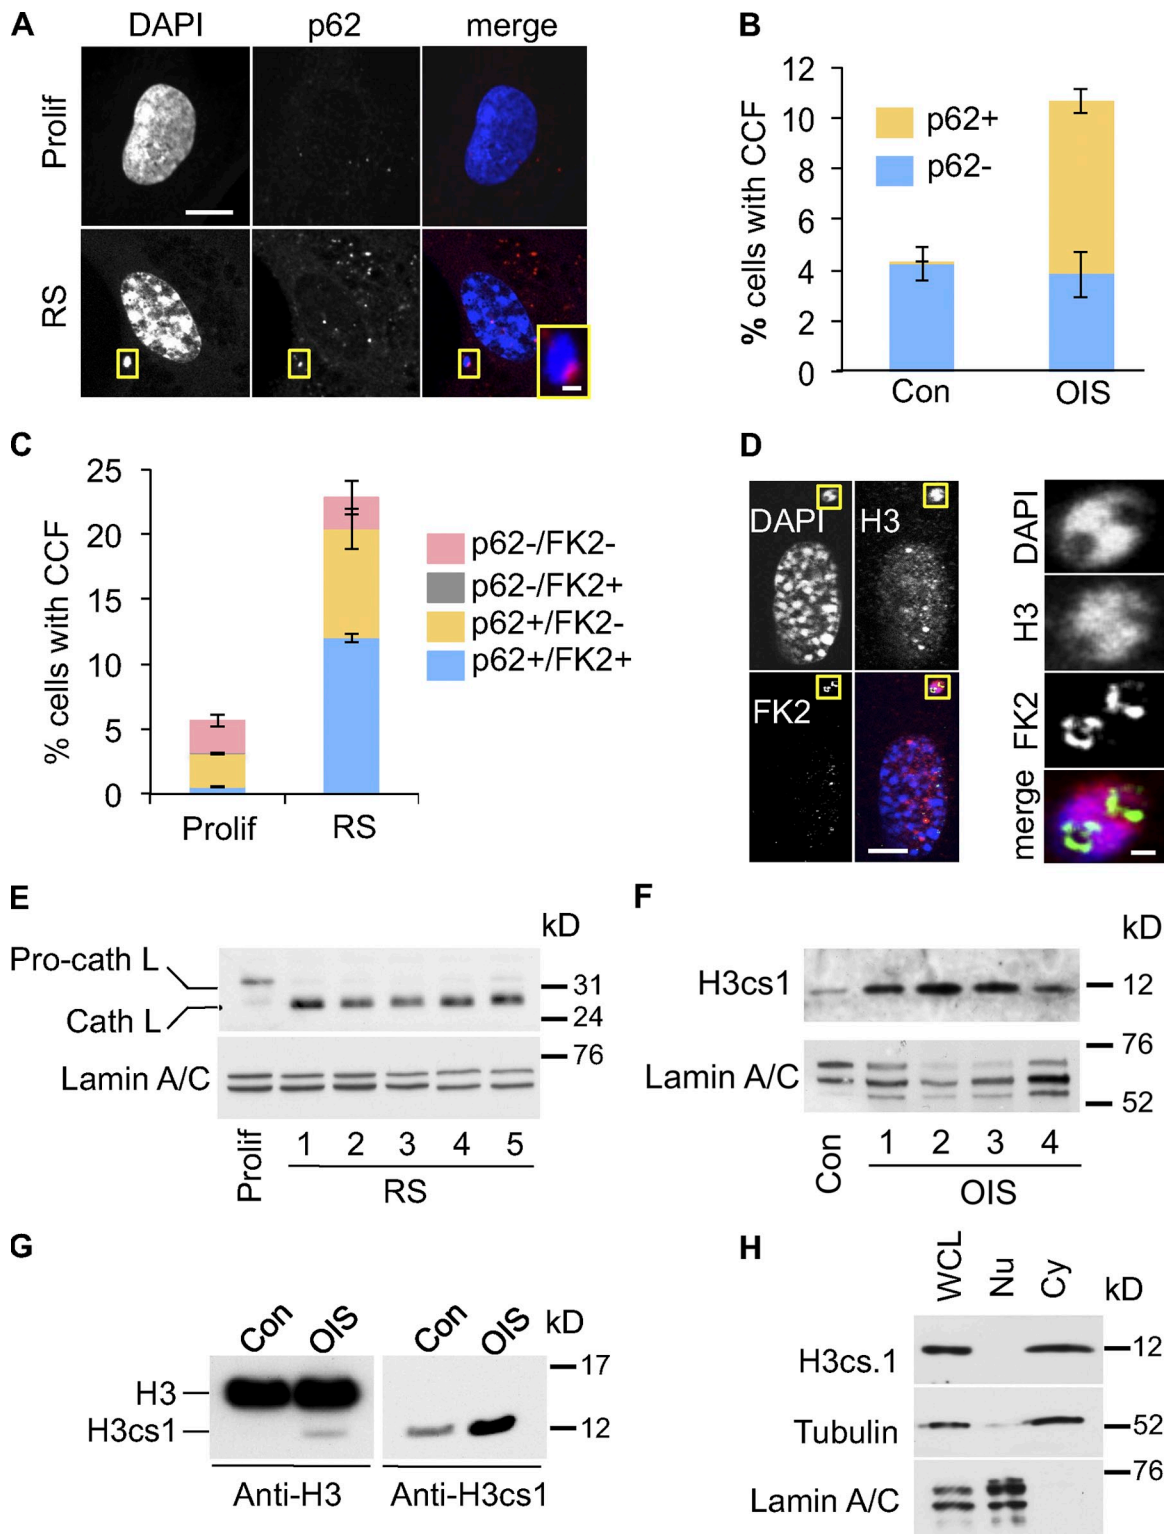 A
DAPI p62 merge
Prolif
RS
B
% cells with CCF
12
10
8
6
4
2
0
p62+
p62-
Con OIS
C
% cells with CCF
25
20
15
10
5
0
p62-/FK2-
p62-/FK2+
p62+/FK2-
p62+/FK2+
Prolif RS
D
DAPI H3
FK2
DAPI
H3
FK2
merge
E
kD
Pro-cath L
31
Cath L
24
76
Lamin A/C
Prolif 1 2 3 4 5
RS
F
kD
H3cs1
12
76
Lamin A/C
52
Con 1 2 3 4
OIS
G
Con OIS Con OIS kD
17
H3
H3cs1
12
Anti-H3 Anti-H3cs1
H
WCL Nu Cy kD
H3cs.1
12
Tubulin
52
76
Lamin A/C